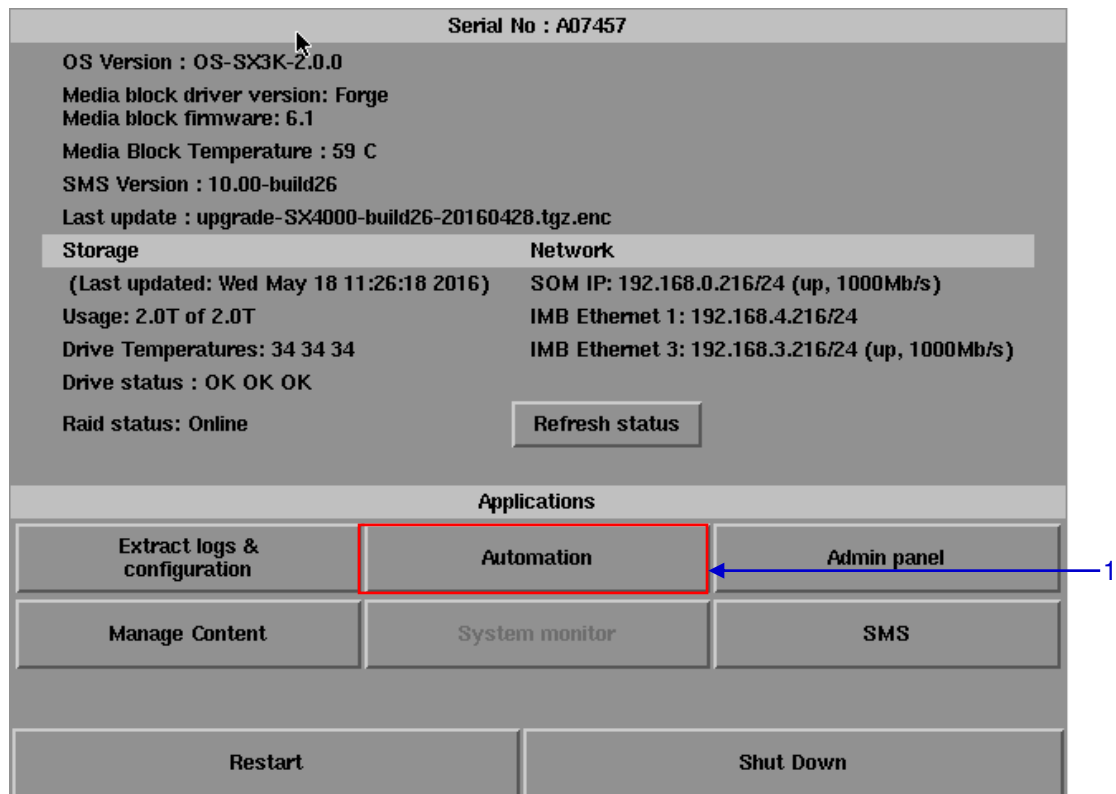 Serial No : A07457
OS Version : OS-SX3K-2.0.0
Media block driver version: Forge
Media block firmware: 6.1
Media Block Temperature : 59 C
SMS Version : 10.00-build26
Last update : upgrade-SX4000-build26-20160428.tgz.enc
Storage
Network
(Last updated: Wed May 18 11:26:18 2016)
SOM IP: 192.168.0.216/24 (up, 1000Mb/s)
Usage: 2.0T of 2.0T
IMB Ethernet 1: 192.168.4.216/24
Drive Temperatures: 34 34 34
IMB Ethernet 3: 192.168.3.216/24 (up, 1000Mb/s)
Drive status : OK OK OK
Raid status: Online
Refresh status
Applications
Extract logs &
configuration
Automation
Admin panel
1
Manage Content
System monitor
SMS
Restart
Shut Down